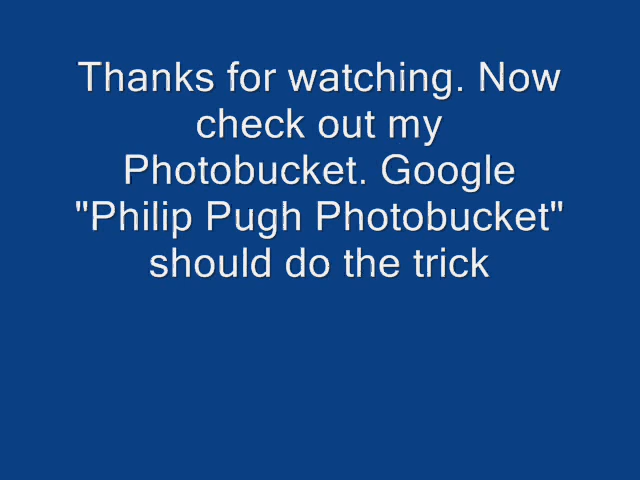 Thanks for watching. Now
check out my
Photobucket. Google
"Philip Pugh Photobucket"
should do the trick